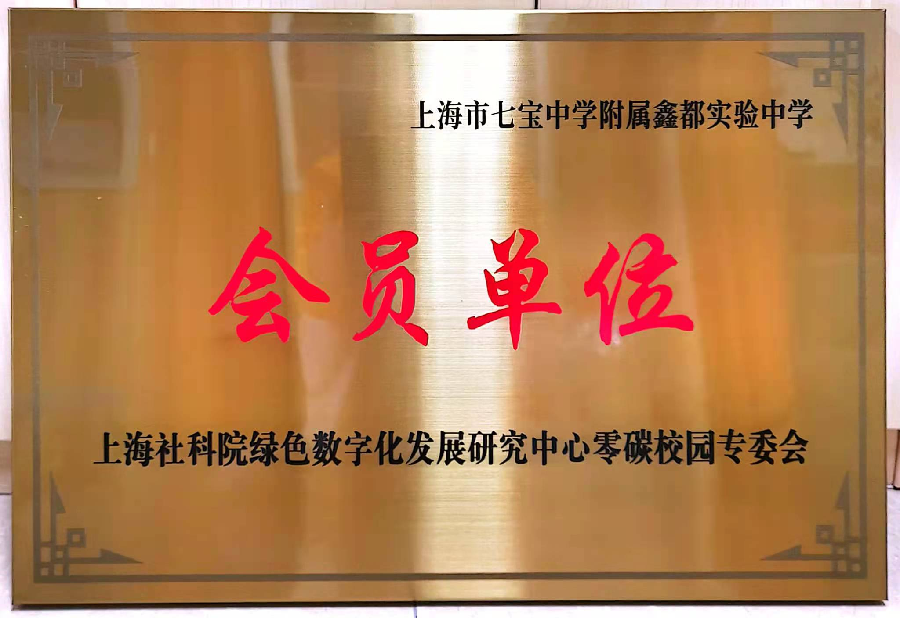 上海市七宝中学附属鑫都实验中学
会员单位
上海社科院绿色数字化发展研究中心零碳校园专委会